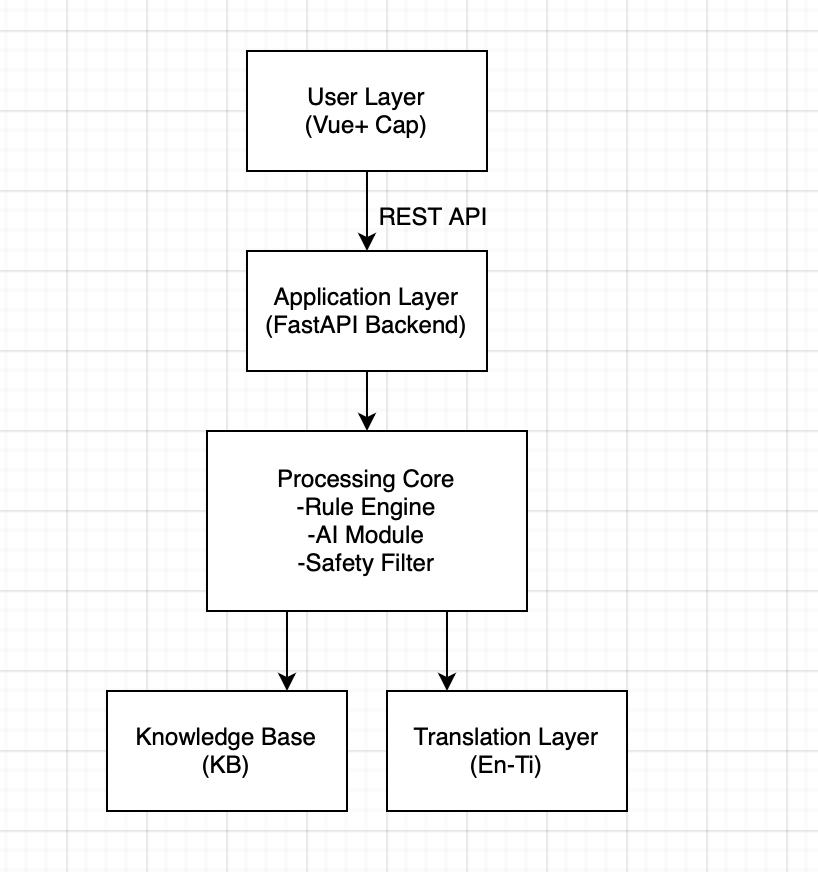 User Layer
(Vue+ Cap)
REST API
Application Layer
(FastAPI Backend)
Processing Core
-Rule Engine
-AI Module
-Safety Filter
Knowledge Base
(KB)
Translation Layer
(En-Ti)